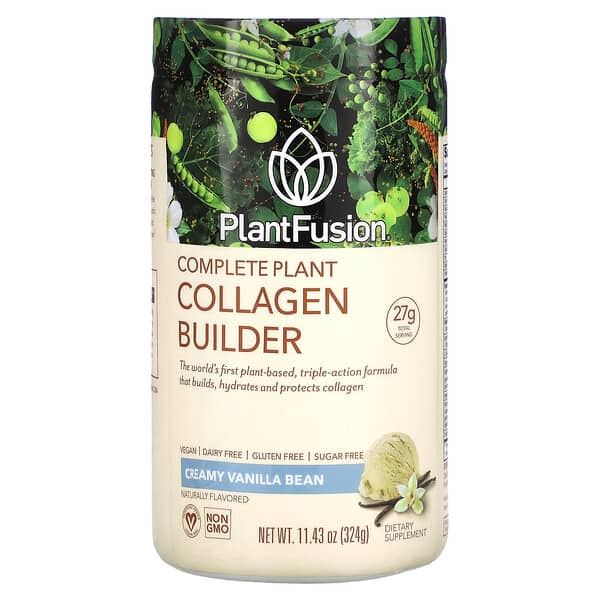 PlantFusion®
COMPLETE PLANT
COLLAGEN
BUILDER
27g
TOTAL
SERVING
The world's first plant-based, triple-action formula
that builds, hydrates and protects collagen
VEGAN | DAIRY FREE | GLUTEN FREE | SUGAR FREE
CREAMY VANILLA BEAN
NATURALLY FLAVORED
NON
GMO
DIETARY
SUPPLEMENT
NET WT. 11.43 oz (324g)